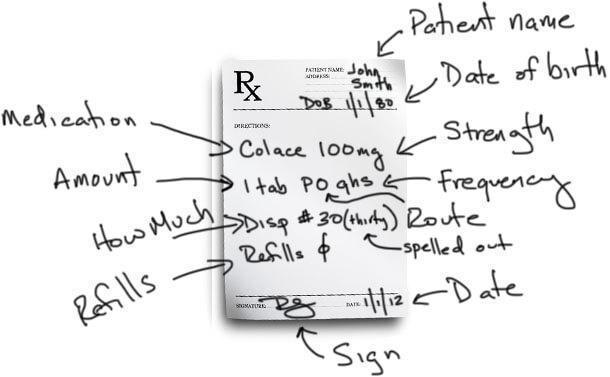 Patient name
Rx
PATIENT NAME: John
ADDRESS: Smith
DOB 1/1/80
Date of birth
DIRECTIONS:
Medication
Colace 100mg
Strength
Amount
1 tab PO qhs
Frequency
How Much
Disp # 30 (thirty)
Route
spelled out
Refills
Refills ϕ
SIGNATURE:
DATE: 1/1/12
Date
Sign